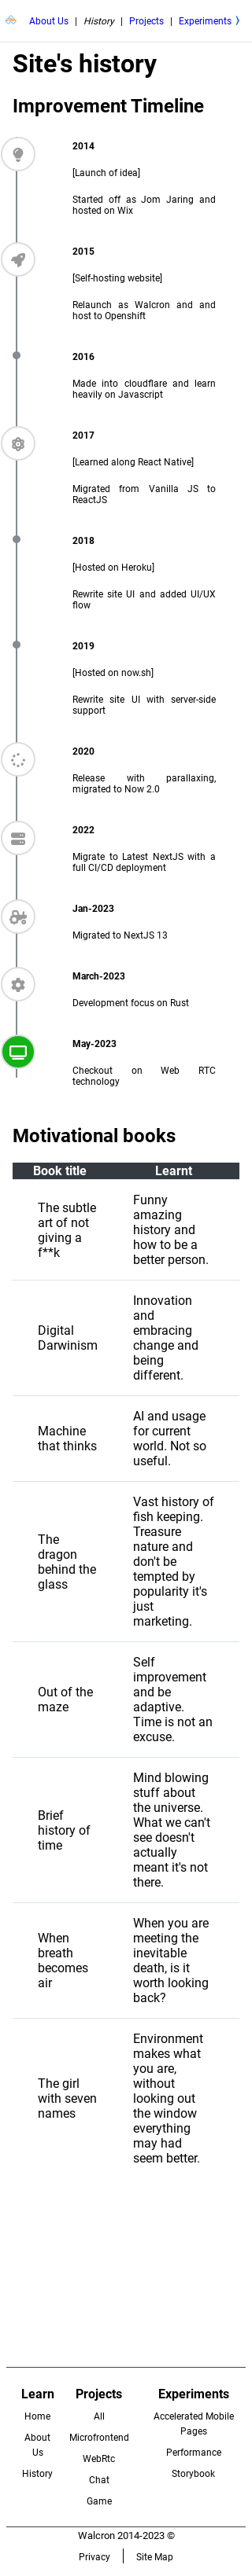 About Us | History | Projects | Experiments ⟩
Site's history
Improvement Timeline
2014
[Launch of idea]
Started off as Jom Jaring and
hosted on Wix
2015
[Self-hosting website]
Relaunch as Walcron and and
host to Openshift
2016
Made into cloudflare and learn
heavily on Javascript
2017
[Learned along React Native]
Migrated from Vanilla JS to
ReactJS
2018
[Hosted on Heroku]
Rewrite site UI and added UI/UX
flow
2019
[Hosted on now.sh]
Rewrite site UI with server-side
support
2020
Release with parallaxing,
migrated to Now 2.0
2022
Migrate to Latest NextJS with a
full CI/CD deployment
Jan-2023
Migrated to NextJS 13
March-2023
Development focus on Rust
May-2023
Checkout on Web RTC
technology
Motivational books
Book title Learnt
The subtle
art of not
giving a
f**k
Funny
amazing
history and
how to be a
better person.
Digital
Darwinism
Innovation
and
embracing
change and
being
different.
Machine
that thinks
AI and usage
for current
world. Not so
useful.
The
dragon
behind the
glass
Vast history of
fish keeping.
Treasure
nature and
don't be
tempted by
popularity it's
just
marketing.
Out of the
maze
Self
improvement
and be
adaptive.
Time is not an
excuse.
Brief
history of
time
Mind blowing
stuff about
the universe.
What we can't
see doesn't
actually
meant it's not
there.
When
breath
becomes
air
When you are
meeting the
inevitable
death, is it
worth looking
back?
The girl
with seven
names
Environment
makes what
you are,
without
looking out
the window
everything
may had
seem better.
Learn
Home
About
Us
History
Projects
All
Microfrontend
WebRtc
Chat
Game
Experiments
Accelerated Mobile
Pages
Performance
Storybook
Walcron 2014-2023 ©
Privacy | Site Map